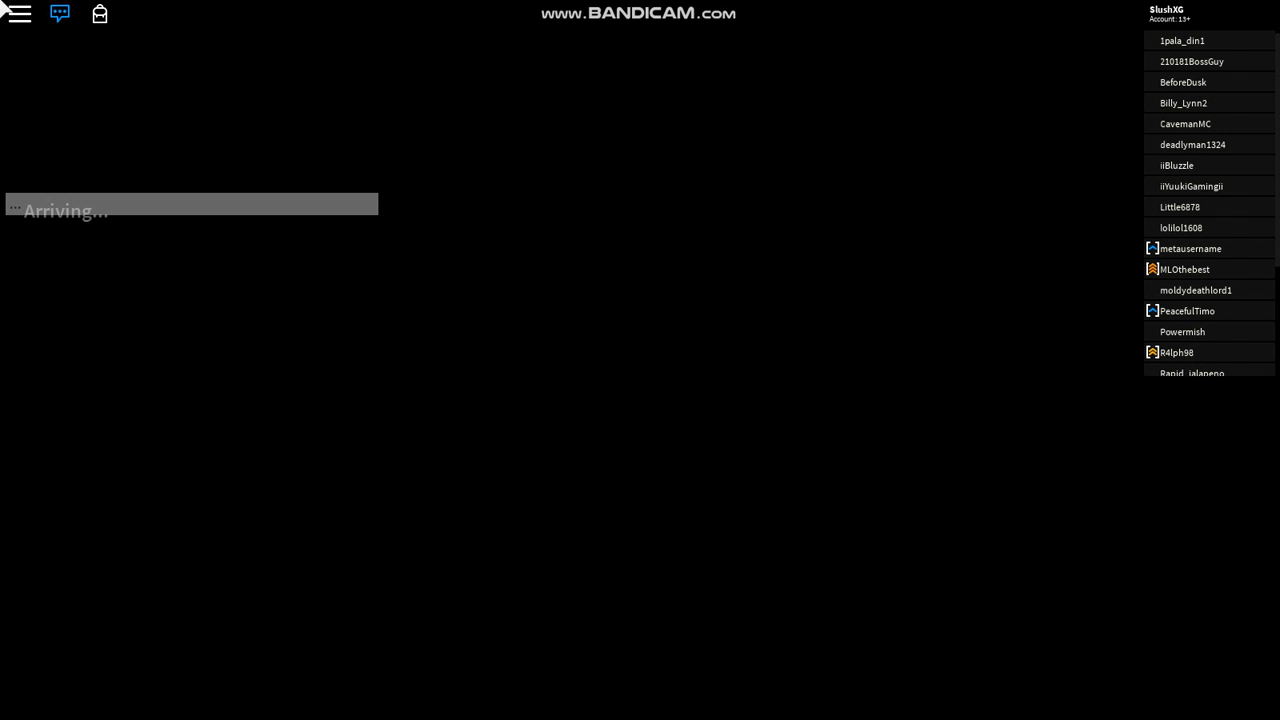 www.BANDICAM.com
SlushXG
Account: 13+
1pala_din1
210181BossGuy
BeforeDusk
Billy_Lynn2
CavemanMC
deadlyman1324
iiBluzzle
iiYuukiGamingii
Little6878
lolilol1608
metausername
MLOthebest
moldydeathlord1
PeacefulTimo
Powermish
R4lph98
Rapid_jalapeno
...
Arriving...